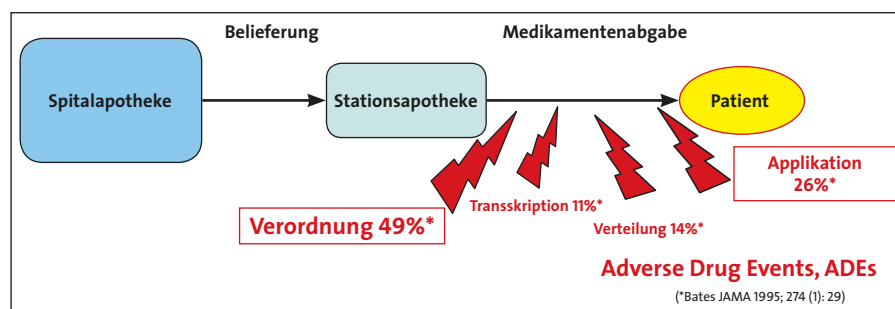 Belieferung
Medikamentenabgabe
Spitalapotheke
Stationsapotheke
Patient
Applikation
26%*
Transskription 11%*
Verordnung 49%*
Verteilung 14%*
Adverse Drug Events, ADEs
(*Bates JAMA 1995; 274 (1): 29)